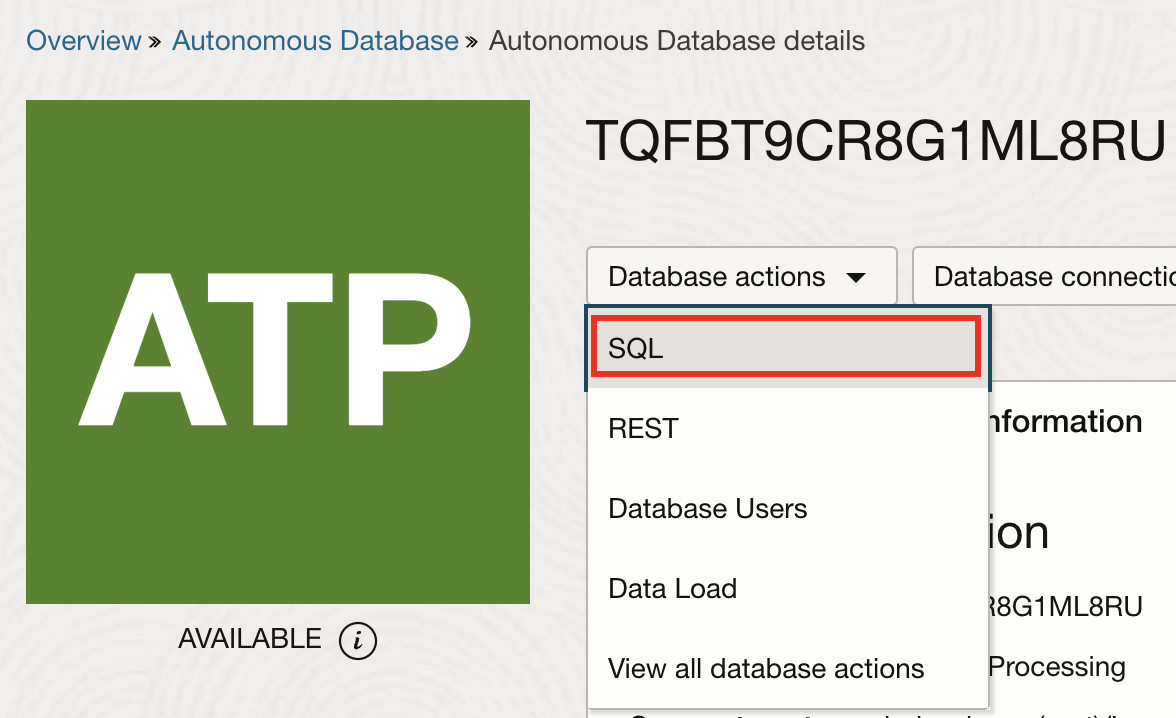 Overview » Autonomous Database » Autonomous Database details
ATP
AVAILABLE i
TQFBT9CR8G1ML8RU
Database actions
Database connectio
SQL
REST
Database Users
Data Load
View all database actions
nformation
ion
R8G1ML8RU
Processing